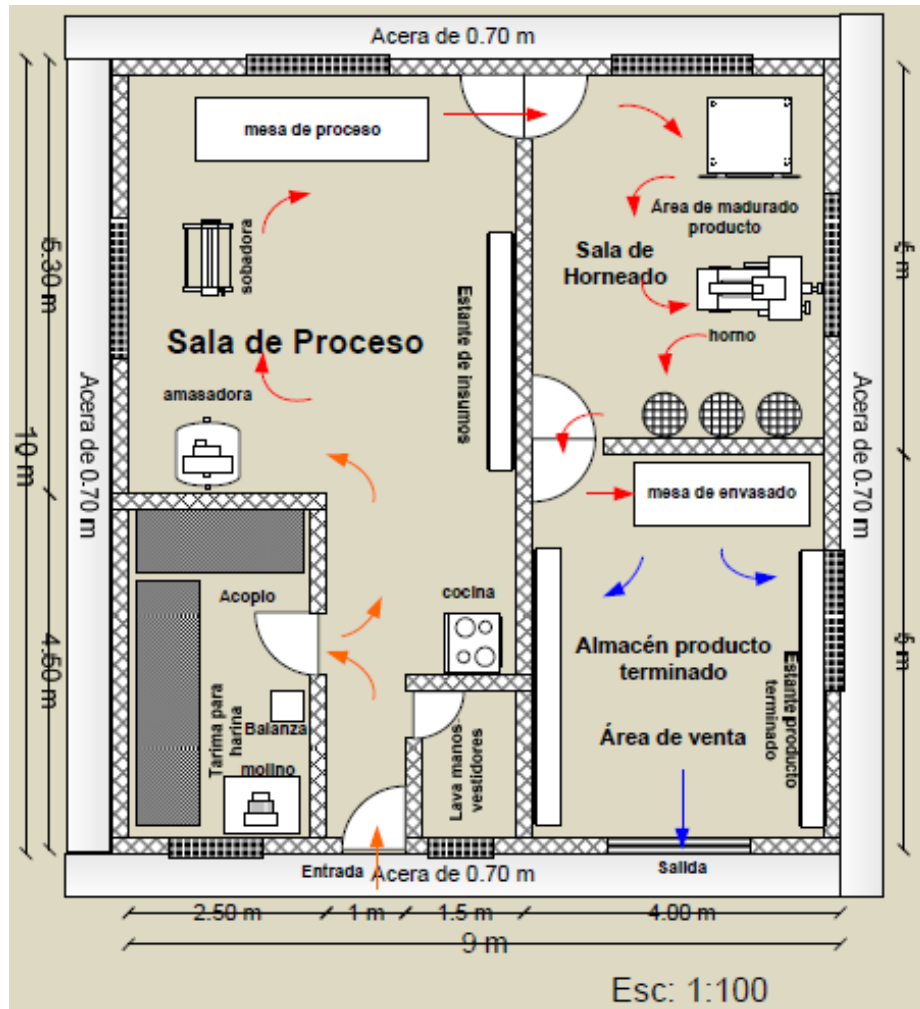 Acera de 0.70 m
mesa de proceso
Área de madurado
producto
sobadora
Sala de
Horneado
Estante de insumos
horno
Sala de Proceso
amasadora
5.30 m
10 m
4.50 m
Acera de 0.70 m
5 m
5 m
Acera de 0.70 m
mesa de envasado
Acopio
cocina
Almacén producto
terminado
Estante producto
terminado
Tarima para
harina
Balanza
molino
Lava manos
vestidores
Área de venta
Entrada
Acera de 0.70 m
Salida
2.50 m
1 m
1.5 m
4.00 m
9 m
Esc: 1:100